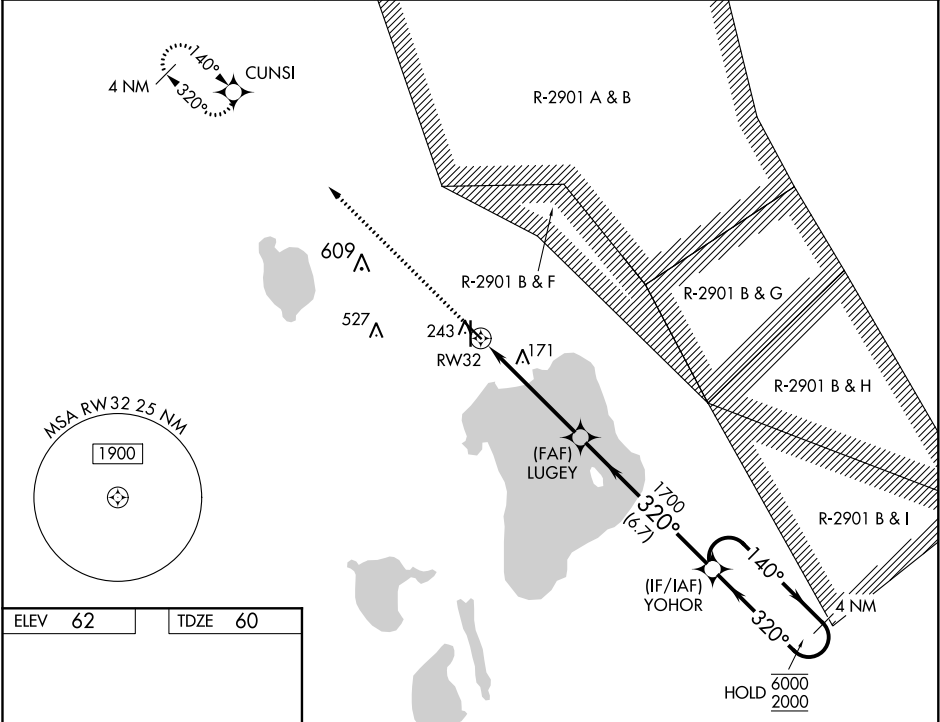 140°
CUNSI
4 NM
320°
R-2901 A & B
609
R-2901 B & F
R-2901 B & G
527
243
RW32
171
R-2901 B & H
MSA RW32 25 NM
1900
(FAF)
LUGEY
1700
320°
(6.7)
R-2901 B & I
140°
(IF/IAF)
YOHOR
4 NM
320°
ELEV 62
TDZE 60
HOLD 6000
2000